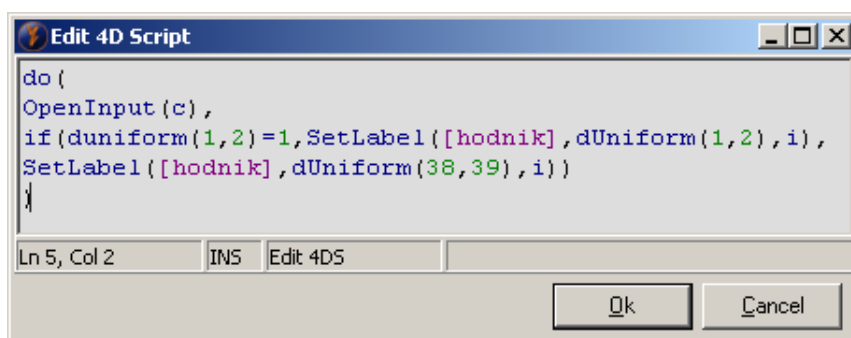 Edit 4D Script
do(
OpenInput(c),
if(duniform(1,2)=1,SetLabel([hodnik],dUniform(1,2),i),
SetLabel([hodnik],dUniform(38,39),i))
)
Ln 5, Col 2 INS Edit 4DS
Ok Cancel